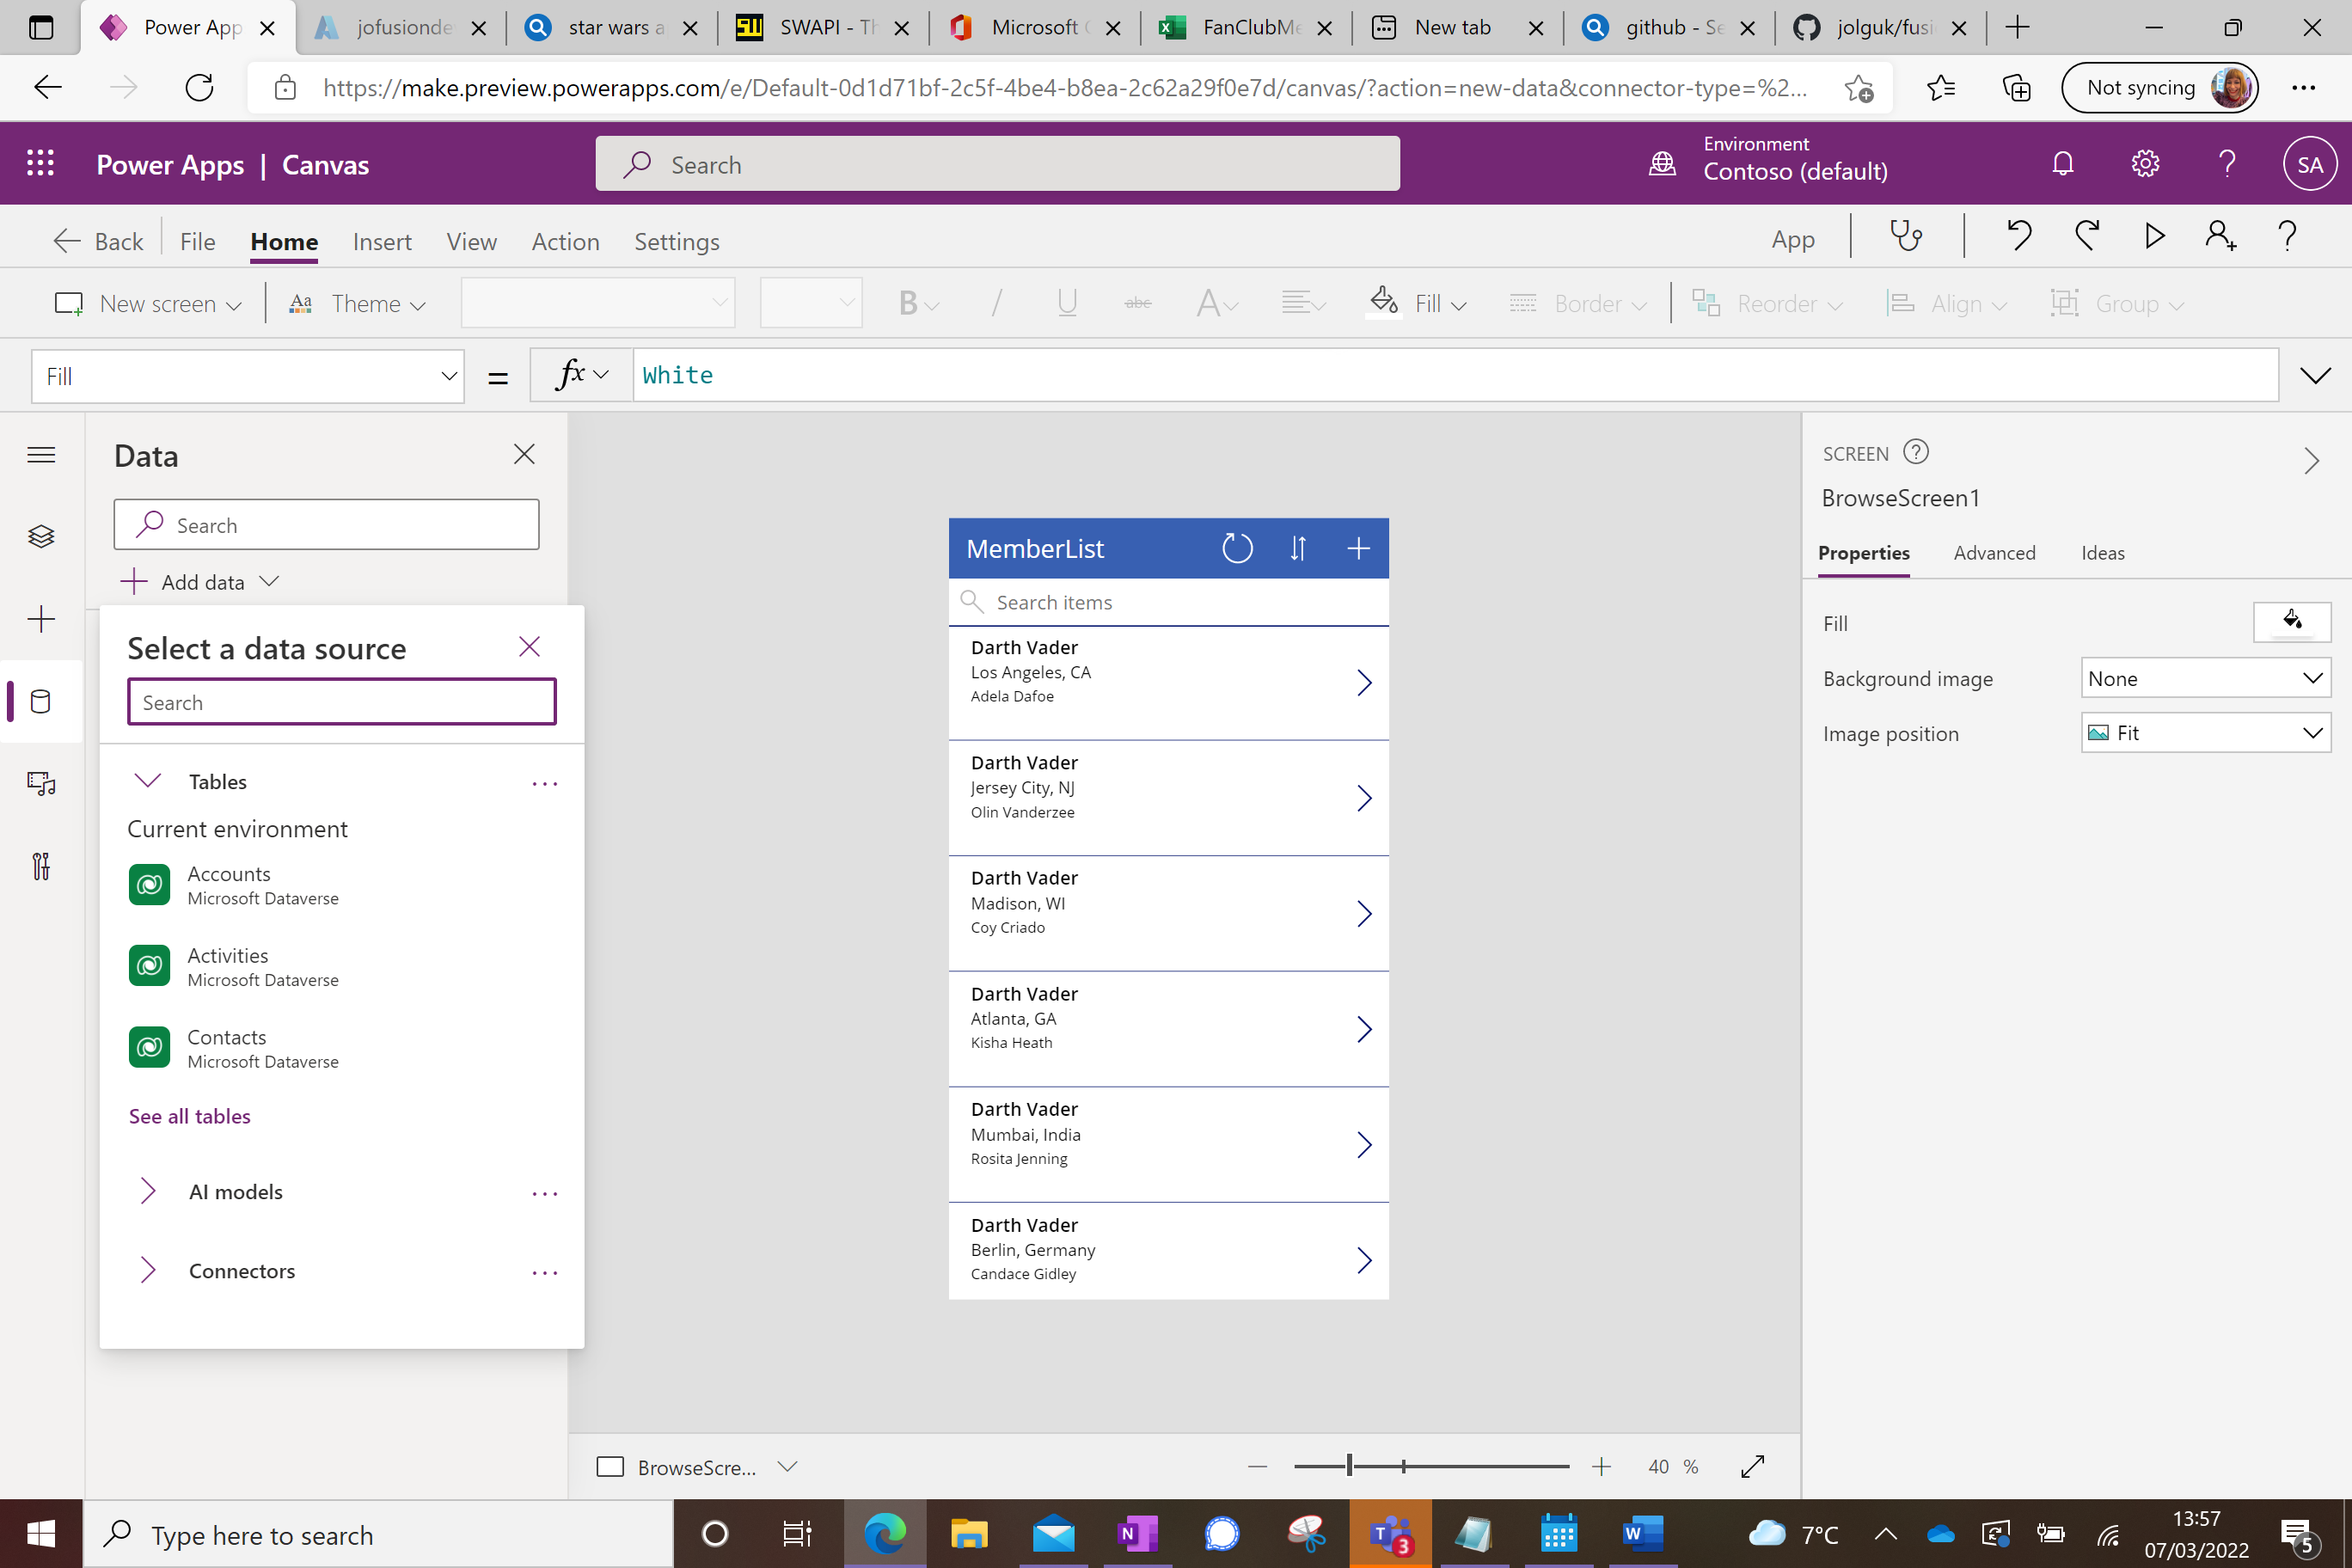 Power App
jofusionde
star wars a
SWAPI - Th
Microsoft
FanClubMe
New tab
github - Se
jolguk/fusi
https://make.preview.powerapps.com/e/Default-0d1d71bf-2c5f-4be4-b8ea-2c62a29f0e7d/canvas/?action=new-data&connector-type=%2...
Not syncing
Power Apps | Canvas
Search
Environment
Contoso (default)
SA
Back
File
Home
Insert
View
Action
Settings
App
New screen
Theme
B
/
U
abc
A
Fill
Border
Reorder
Align
Group
Fill
=
fx
White
Data
Search
Add data
Select a data source
Search
Tables
Current environment
Accounts
Microsoft Dataverse
Activities
Microsoft Dataverse
Contacts
Microsoft Dataverse
See all tables
AI models
Connectors
MemberList
Search items
Darth Vader
Los Angeles, CA
Adela Dafoe
Darth Vader
Jersey City, NJ
Olin Vanderzee
Darth Vader
Madison, WI
Coy Criado
Darth Vader
Atlanta, GA
Kisha Heath
Darth Vader
Mumbai, India
Rosita Jenning
Darth Vader
Berlin, Germany
Candace Gidley
SCREEN
BrowseScreen1
Properties
Advanced
Ideas
Fill
Background image
None
Image position
Fit
BrowseScre...
40 %
Type here to search
7°C
13:57
07/03/2022
3
5